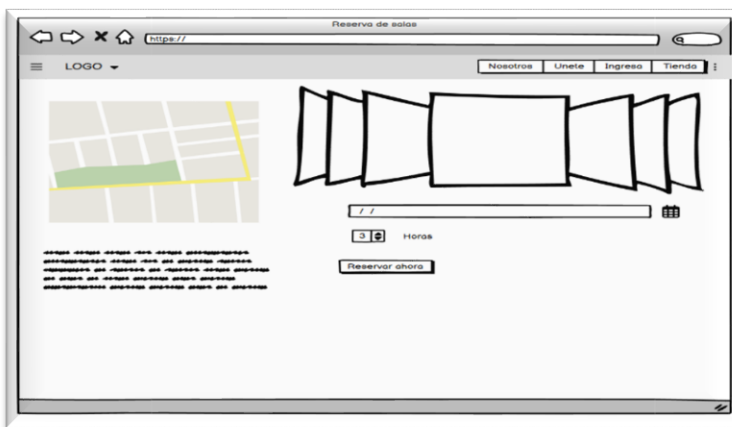 Reserva de salas
https://
LOGO
Nosotros Unete Ingresa Tienda
/ /
3 Horas
Reservar ahora